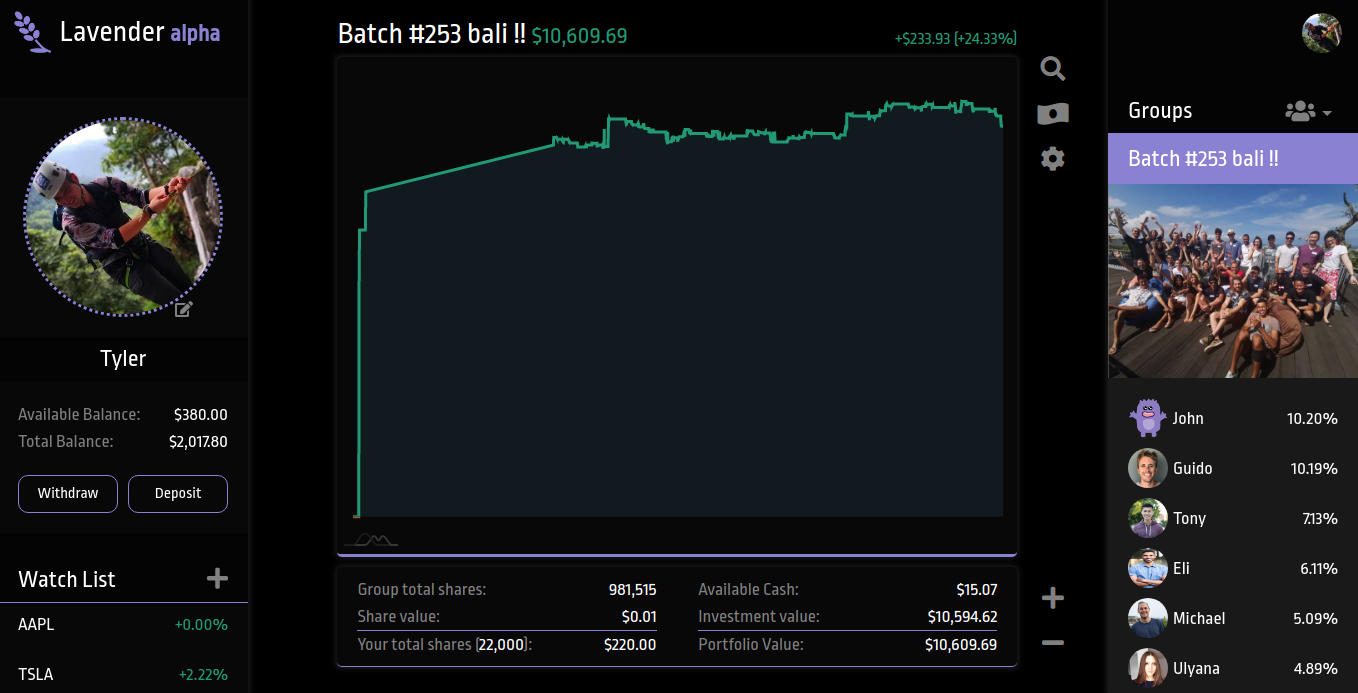 Lavender alpha
Tyler
Available Balance: $380.00
Total Balance: $2,017.80
Withdraw Deposit
Watch List
AAPL +0.00%
TSLA +2.22%
Batch #253 bali !! $10,609.69 +$233.93 [+24.33%]
Group total shares: 981,515
Share value: $0.01
Your total shares [22,000]: $220.00
Available Cash: $15.07
Investment value: $10,594.62
Portfolio Value: $10,609.69
Groups
Batch #253 bali !!
John 10.20%
Guido 10.19%
Tony 7.13%
Eli 6.11%
Michael 5.09%
Ulyana 4.89%